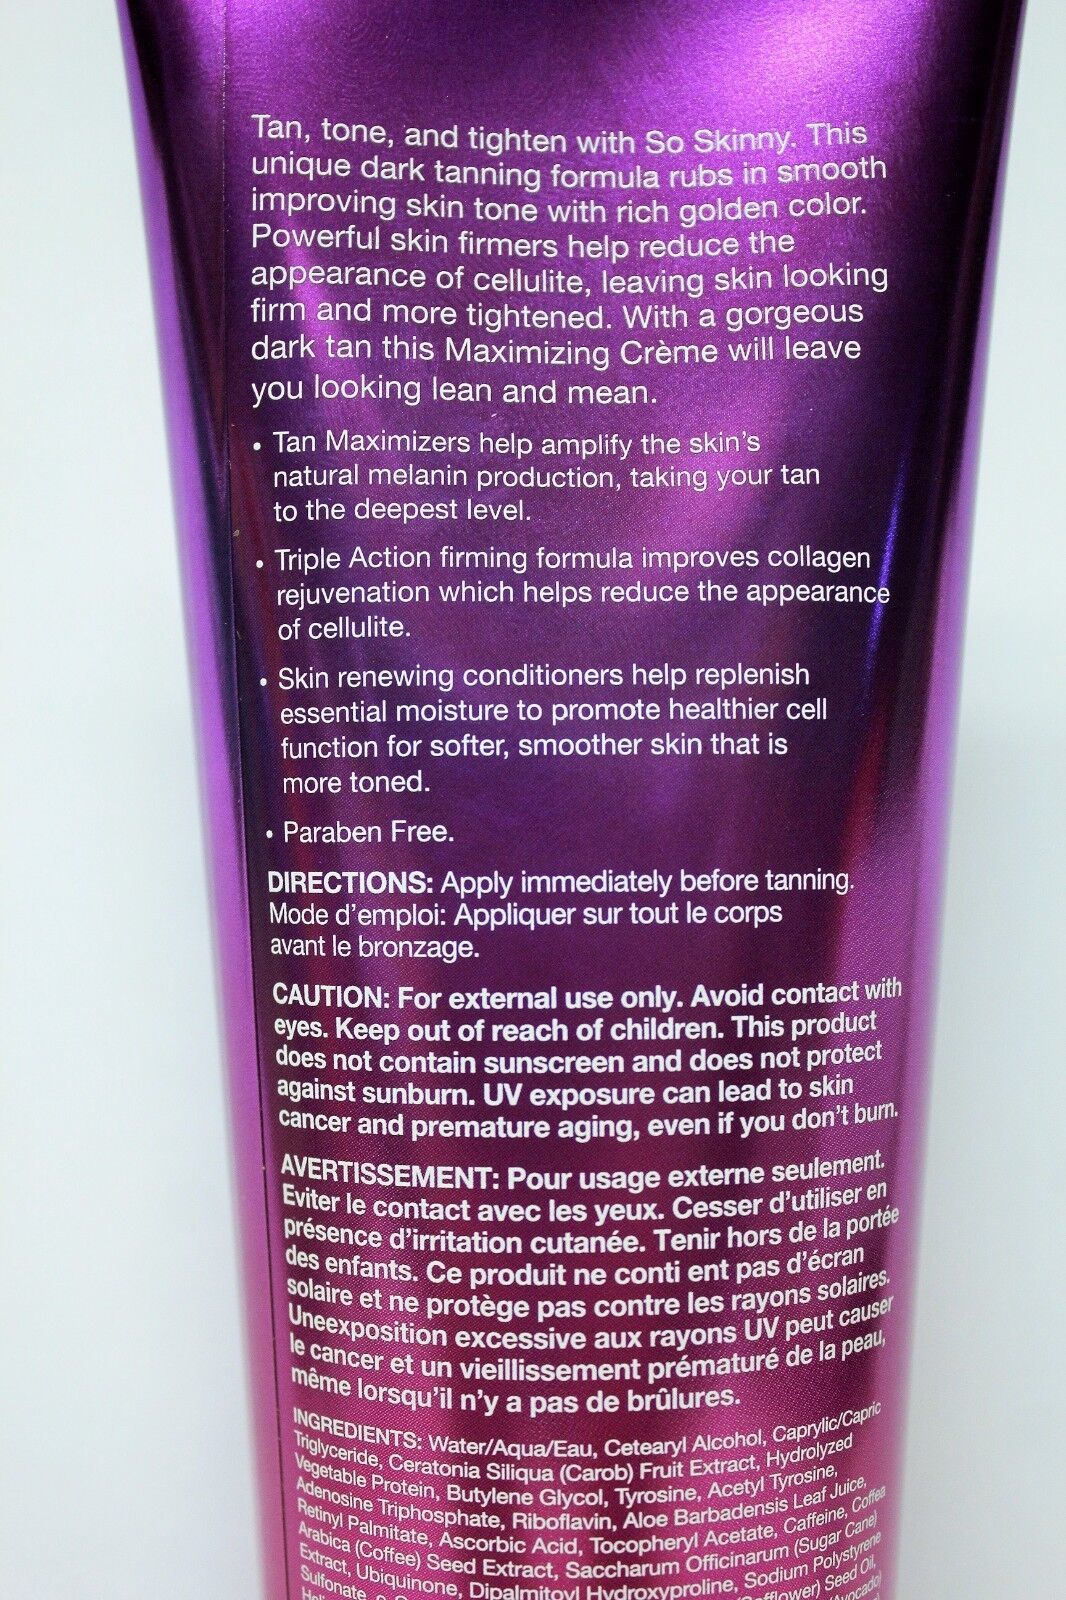 Tan, tone, and tighten with So Skinny. This
unique dark tanning formula rubs in smooth
improving skin tone with rich golden color.
Powerful skin firmers help reduce the
appearance of cellulite, leaving skin looking
firm and more tightened. With a gorgeous
dark tan this Maximizing Crème will leave
you looking lean and mean.
• Tan Maximizers help amplify the skin's
natural melanin production, taking your tan
to the deepest level.
• Triple Action firming formula improves collagen
rejuvenation which helps reduce the appearance
of cellulite.
• Skin renewing conditioners help replenish
essential moisture to promote healthier cell
function for softer, smoother skin that is
more toned.
• Paraben Free.
DIRECTIONS: Apply immediately before tanning.
Mode d'emploi: Appliquer sur tout le corps
avant le bronzage.
CAUTION: For external use only. Avoid contact with
eyes. Keep out of reach of children. This product
does not contain sunscreen and does not protect
against sunburn. UV exposure can lead to skin
cancer and premature aging, even if you don't burn.
AVERTISSEMENT: Pour usage externe seulement.
Eviter le contact avec les yeux. Cesser d'utiliser en
présence d'irritation cutanée. Tenir hors de la portée
des enfants. Ce produit ne conti ent pas d'écran
solaire et ne protège pas contre les rayons solaires.
Uneexposition excessive aux rayons UV peut causer
le cancer et un vieillissement prématuré de la peau,
même lorsqu'il n'y a pas de brûlures.
INGREDIENTS: Water/Aqua/Eau, Cetearyl Alcohol, Caprylic/Capric
Triglyceride, Ceratonia Siliqua (Carob) Fruit Extract, Hydrolyzed
Vegetable Protein, Butylene Glycol, Tyrosine, Acetyl Tyrosine,
Adenosine Triphosphate, Riboflavin, Aloe Barbadensis Leaf Juice,
Retinyl Palmitate, Ascorbic Acid, Tocopheryl Acetate, Caffeine, Coffea
Arabica (Coffee) Seed Extract, Saccharum Officinarum (Sugar Cane)
Extract, Ubiquinone, Dipalmitoyl Hydroxyproline, Sodium Polystyrene
Sulfonate, (Safflower) Seed Oil,
(Avocado)